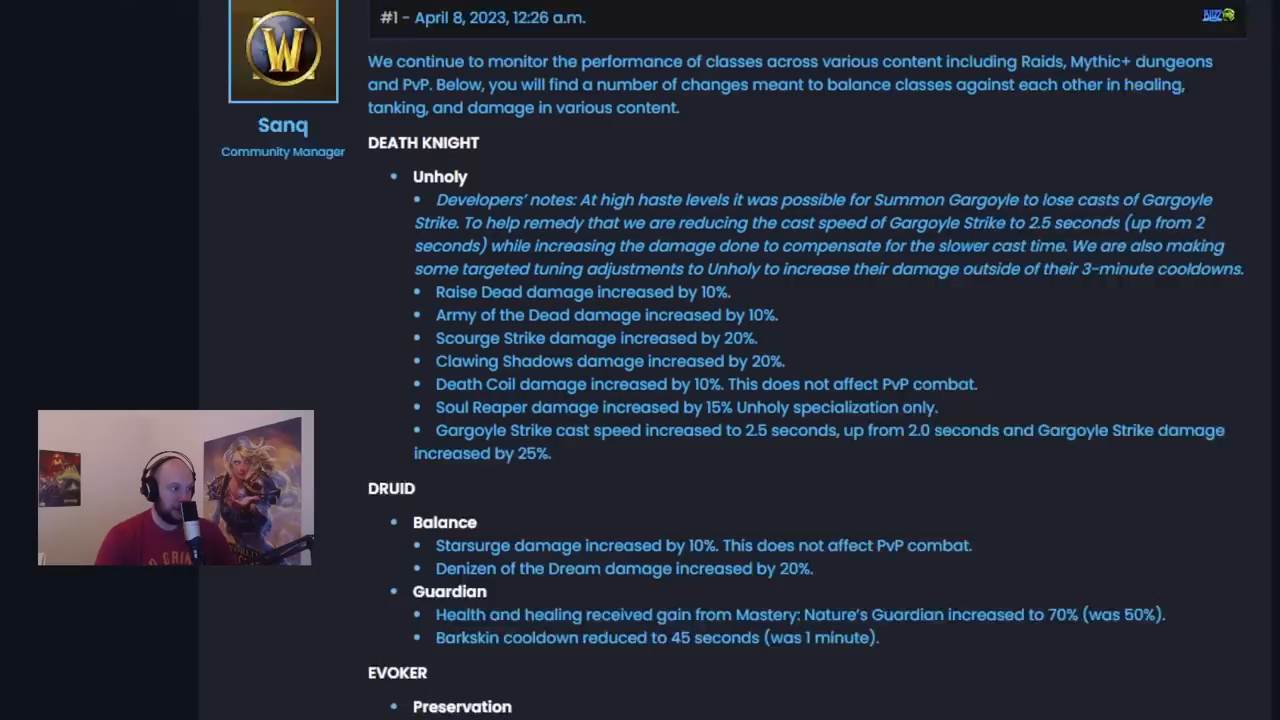 #1 - April 8, 2023, 12:26 a.m.
BLIZZ
W
Sanq
Community Manager
We continue to monitor the performance of classes across various content including Raids, Mythic+ dungeons
and PvP. Below, you will find a number of changes meant to balance classes against each other in healing,
tanking, and damage in various content.
DEATH KNIGHT
Unholy
Developers’ notes: At high haste levels it was possible for Summon Gargoyle to lose casts of Gargoyle
Strike. To help remedy that we are reducing the cast speed of Gargoyle Strike to 2.5 seconds (up from 2
seconds) while increasing the damage done to compensate for the slower cast time. We are also making
some targeted tuning adjustments to Unholy to increase their damage outside of their 3-minute cooldowns.
Raise Dead damage increased by 10%.
Army of the Dead damage increased by 10%.
Scourge Strike damage increased by 20%.
Clawing Shadows damage increased by 20%.
Death Coil damage increased by 10%. This does not affect PvP combat.
Soul Reaper damage increased by 15% Unholy specialization only.
Gargoyle Strike cast speed increased to 2.5 seconds, up from 2.0 seconds and Gargoyle Strike damage
increased by 25%.
DRUID
Balance
Starsurge damage increased by 10%. This does not affect PvP combat.
Denizen of the Dream damage increased by 20%.
Guardian
Health and healing received gain from Mastery: Nature’s Guardian increased to 70% (was 50%).
Barkskin cooldown reduced to 45 seconds (was 1 minute).
EVOKER
Preservation